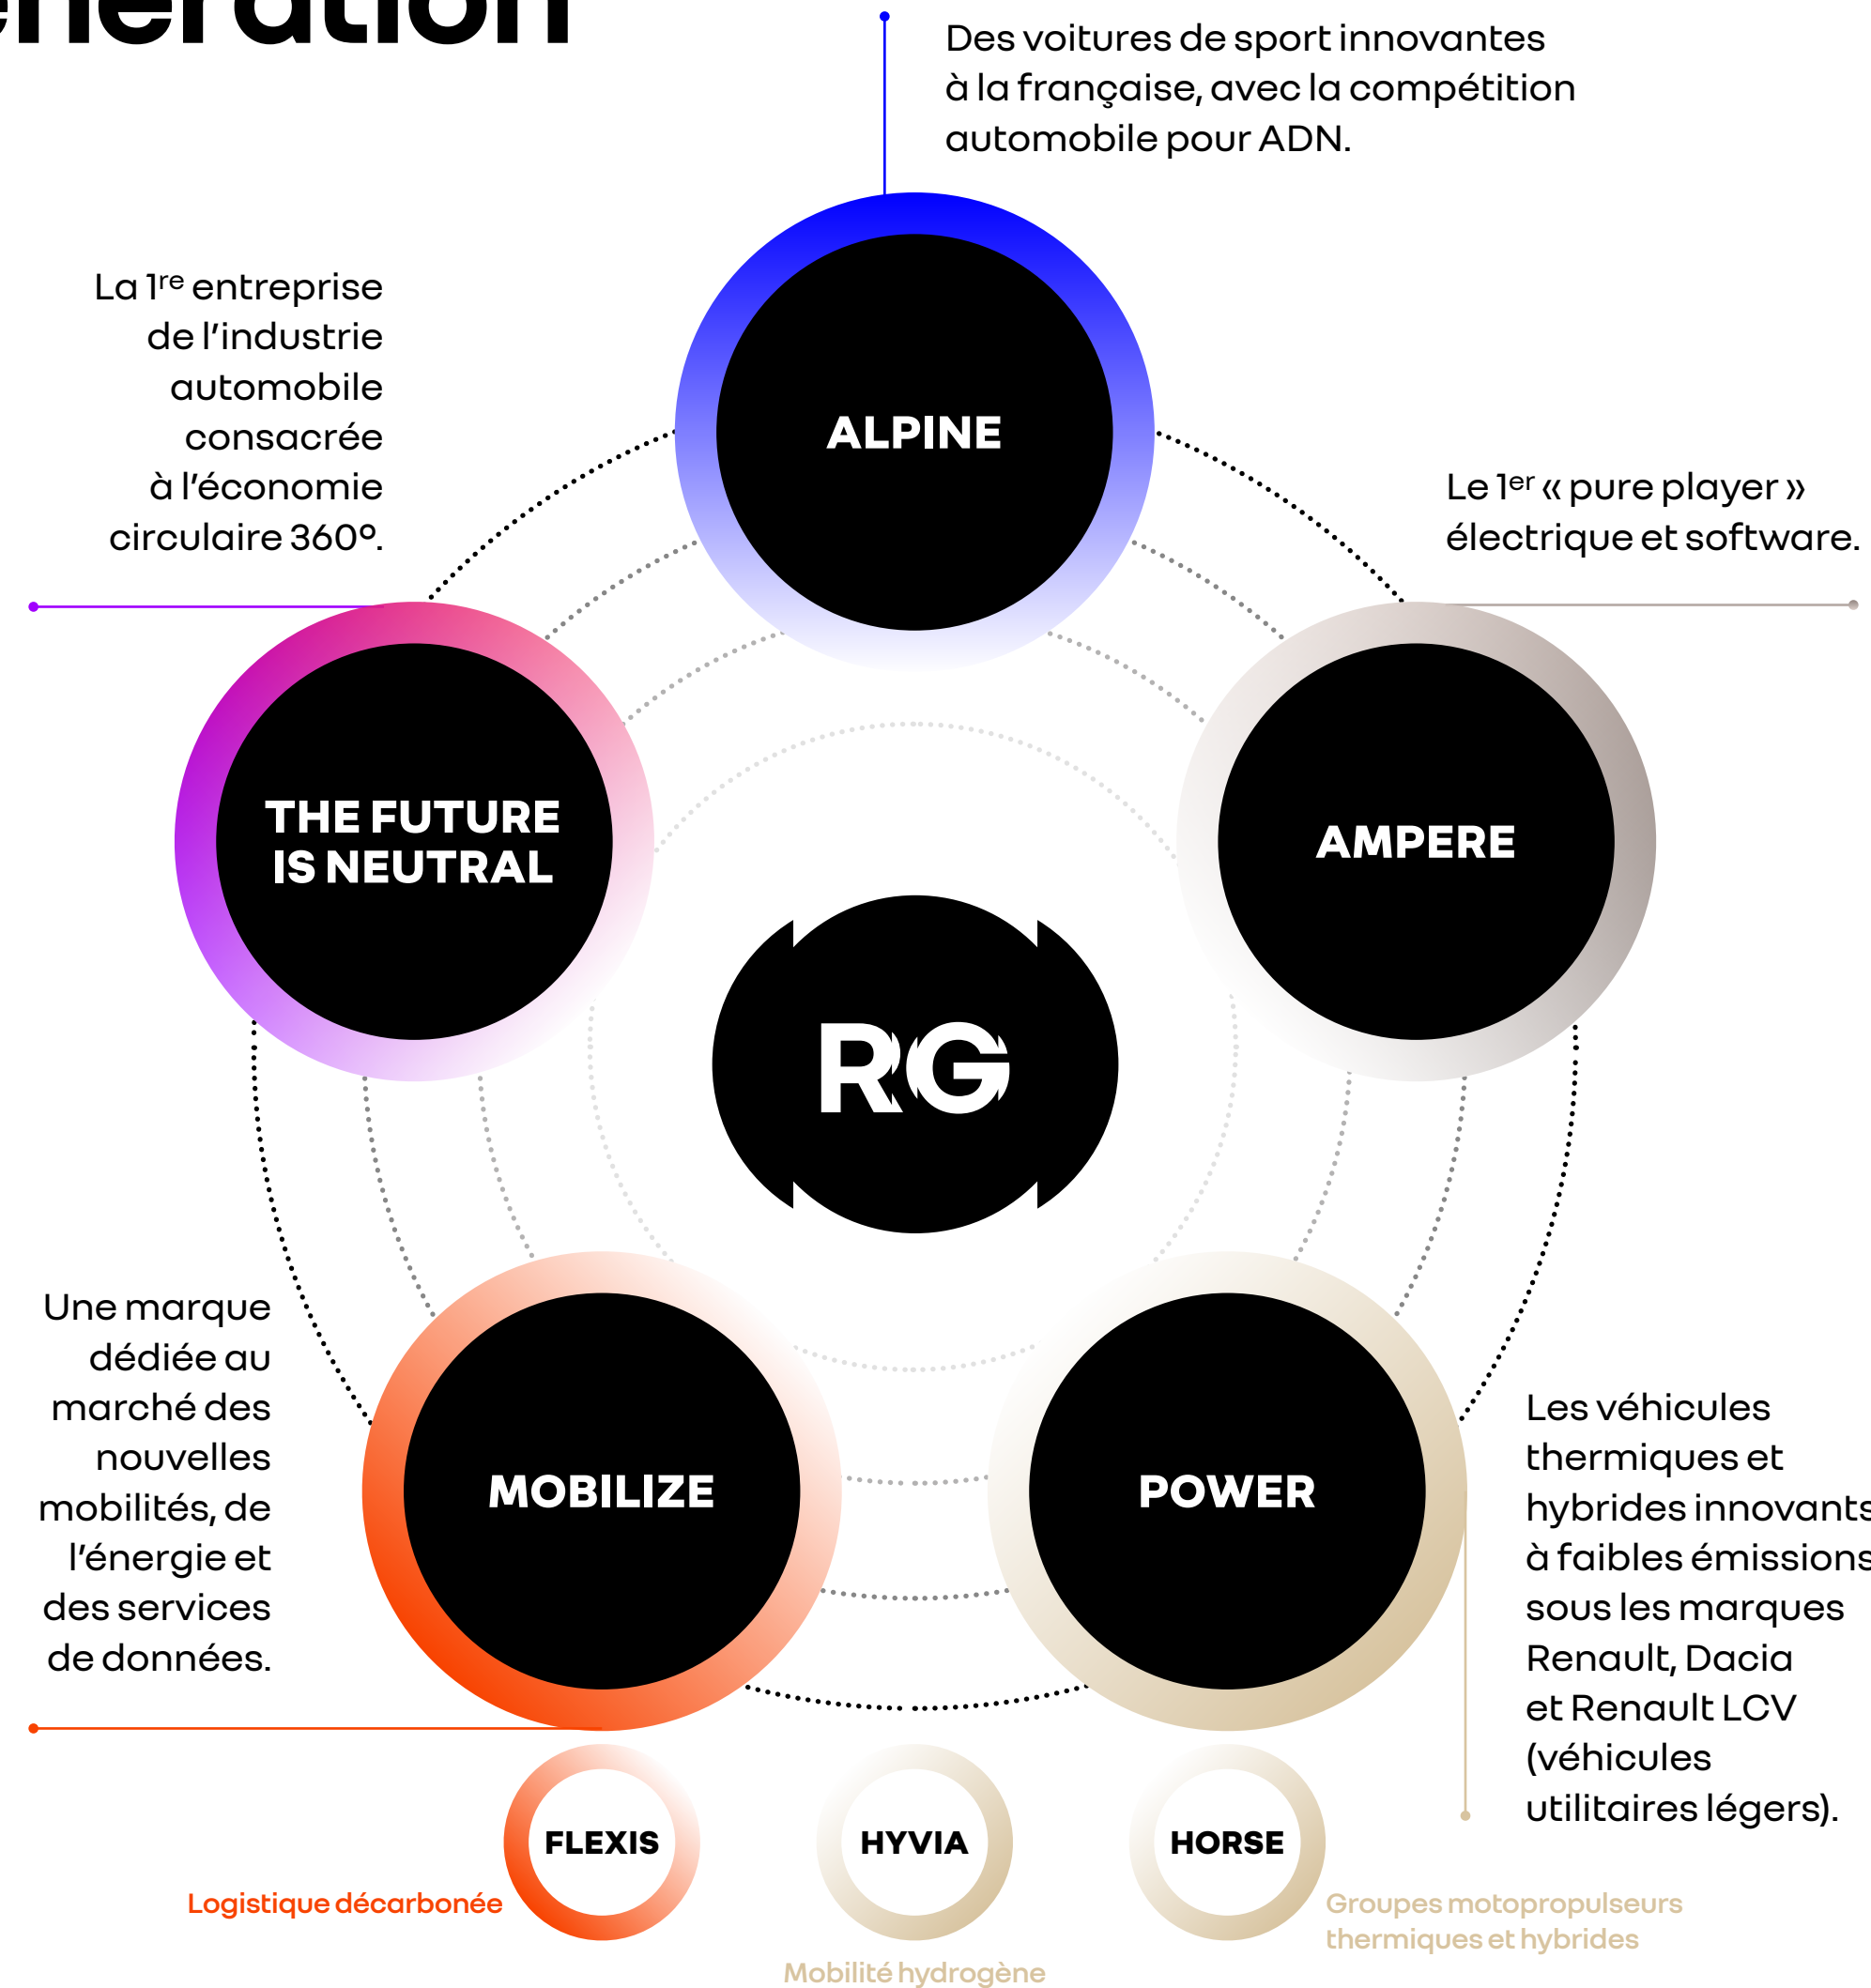 Des voitures de sport innovantes
à la française, avec la compétition
automobile pour ADN.
La 1re entreprise
de l’industrie
automobile
consacrée
à l’économie
circulaire 360°.
ALPINE
Le 1er « pure player »
électrique et software.
THE FUTURE
IS NEUTRAL
AMPERE
RG
Une marque
dédiée au
marché des
nouvelles
mobilités, de
l’énergie et
des services
de données.
MOBILIZE
POWER
Les véhicules
thermiques et
hybrides innovants
à faibles émissions
sous les marques
Renault, Dacia
et Renault LCV
(véhicules
utilitaires légers).
FLEXIS
HYVIA
HORSE
Logistique décarbonée
Mobilité hydrogène
Groupes motopropulseurs
thermiques et hybrides